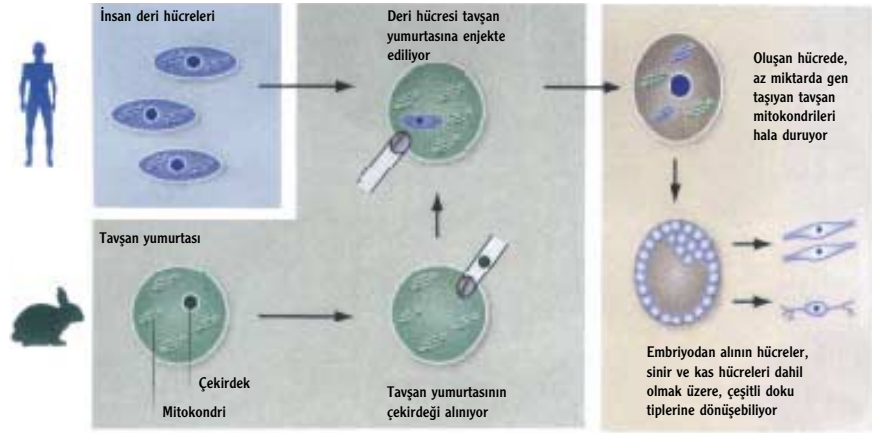 İnsan deri hücreleri
Deri hücresi tavşan
yumurtasına enjekte
ediliyor
Oluşan hücrede,
az miktarda gen
taşıyan tavşan
mitokondrileri
hala duruyor
Tavşan yumurtası
Çekirdek
Mitokondri
Tavşan yumurtasının
çekirdeği alınıyor
Embriyodan alının hücreler,
sinir ve kas hücreleri dahil
olmak üzere, çeşitli doku
tiplerine dönüşebiliyor